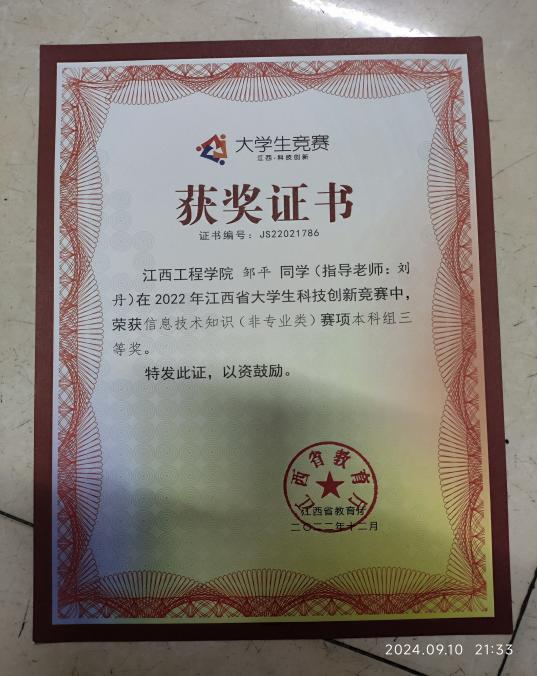 大学生竞赛
江西·科技创新
获奖证书
证书编号：JS22021786
江西工程学院 邹平 同学（指导老师：刘
丹）在 2022 年江西省大学生科技创新竞赛中，
荣获信息技术知识（非专业类）赛项本科组三
等奖。
特发此证，以资鼓励。
江西省教育厅
江西省教育厅
二〇二二年十二月
2024.09.10 21:33